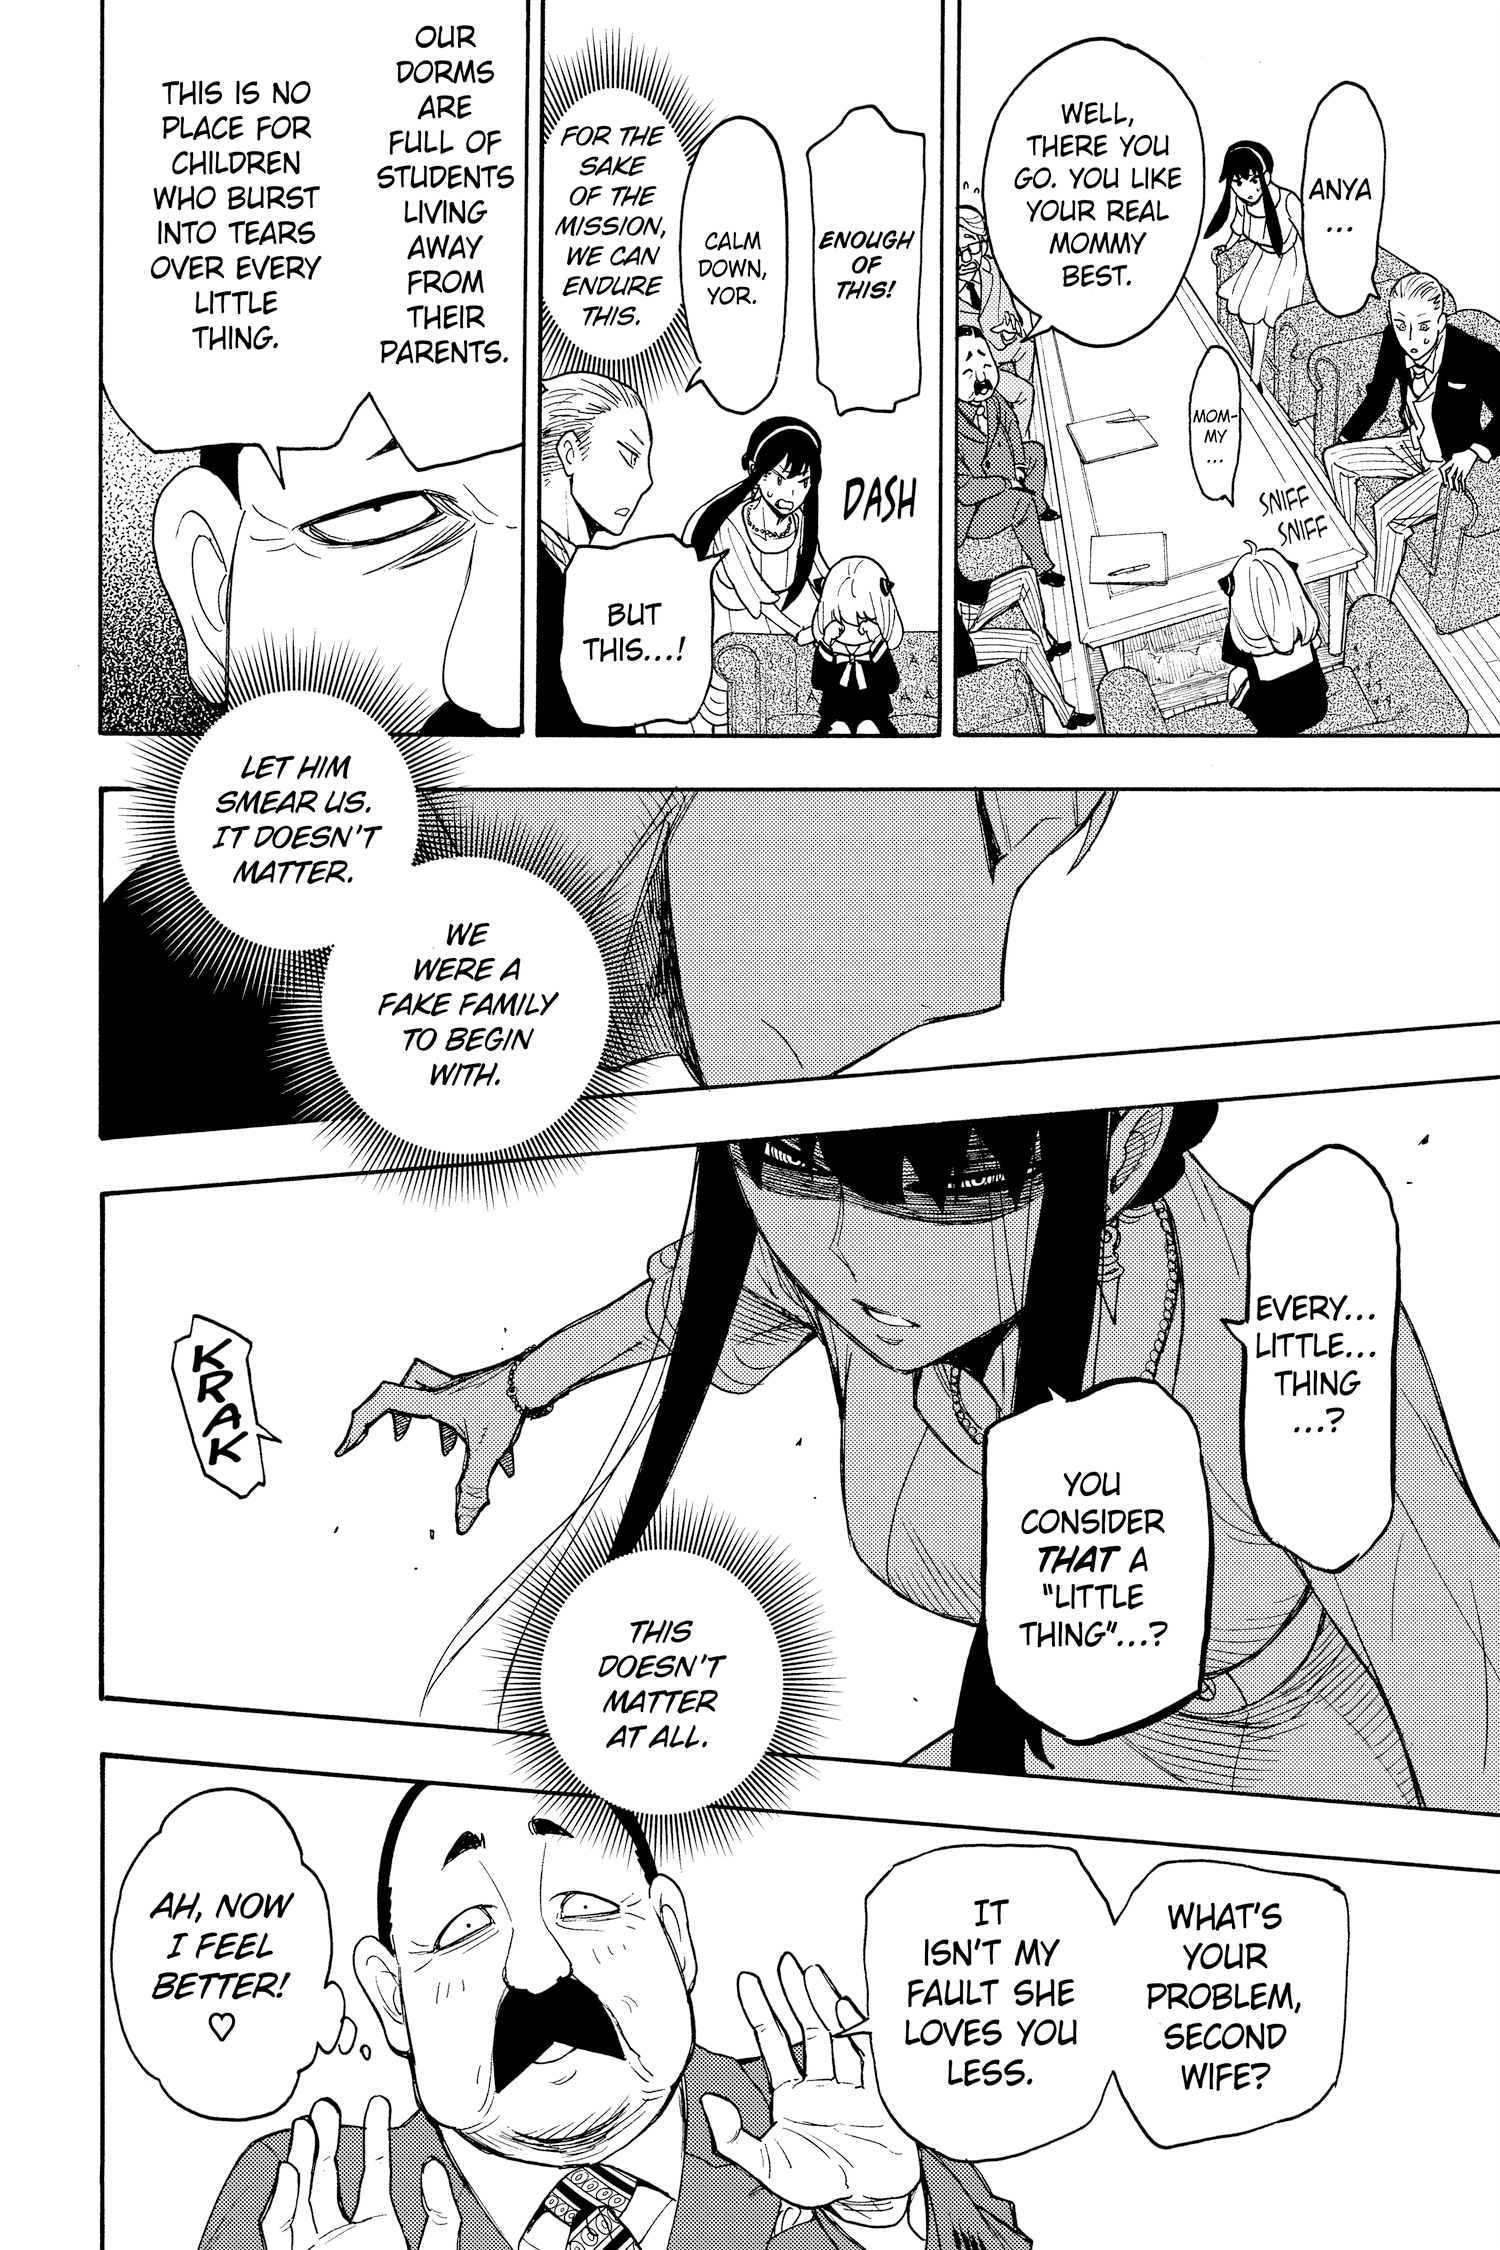 ANYA
...
WELL,
THERE YOU
GO. YOU LIKE
YOUR REAL
MOMMY
BEST.
MOM-
MY
...
SNIFF
SNIFF
ENOUGH
OF
THIS!
CALM
DOWN,
YOR.
DASH
FOR THE
SAKE
OF THE
MISSION,
WE CAN
ENDURE
THIS.
BUT
THIS...!
OUR
DORMS
ARE
FULL OF
STUDENTS
LIVING
AWAY
FROM
THEIR
PARENTS.
THIS IS NO
PLACE FOR
CHILDREN
WHO BURST
INTO TEARS
OVER EVERY
LITTLE
THING.
LET HIM
SMEAR US.
IT DOESN'T
MATTER.
WE
WERE A
FAKE FAMILY
TO BEGIN
WITH.
EVERY...
LITTLE...
THING
...?
YOU
CONSIDER
THAT A
"LITTLE
THING"...?
KRAK
THIS
DOESN'T
MATTER
AT ALL.
WHAT'S
YOUR
PROBLEM,
SECOND
WIFE?
IT
ISN'T MY
FAULT SHE
LOVES YOU
LESS.
AH, NOW
I FEEL
BETTER!
♡